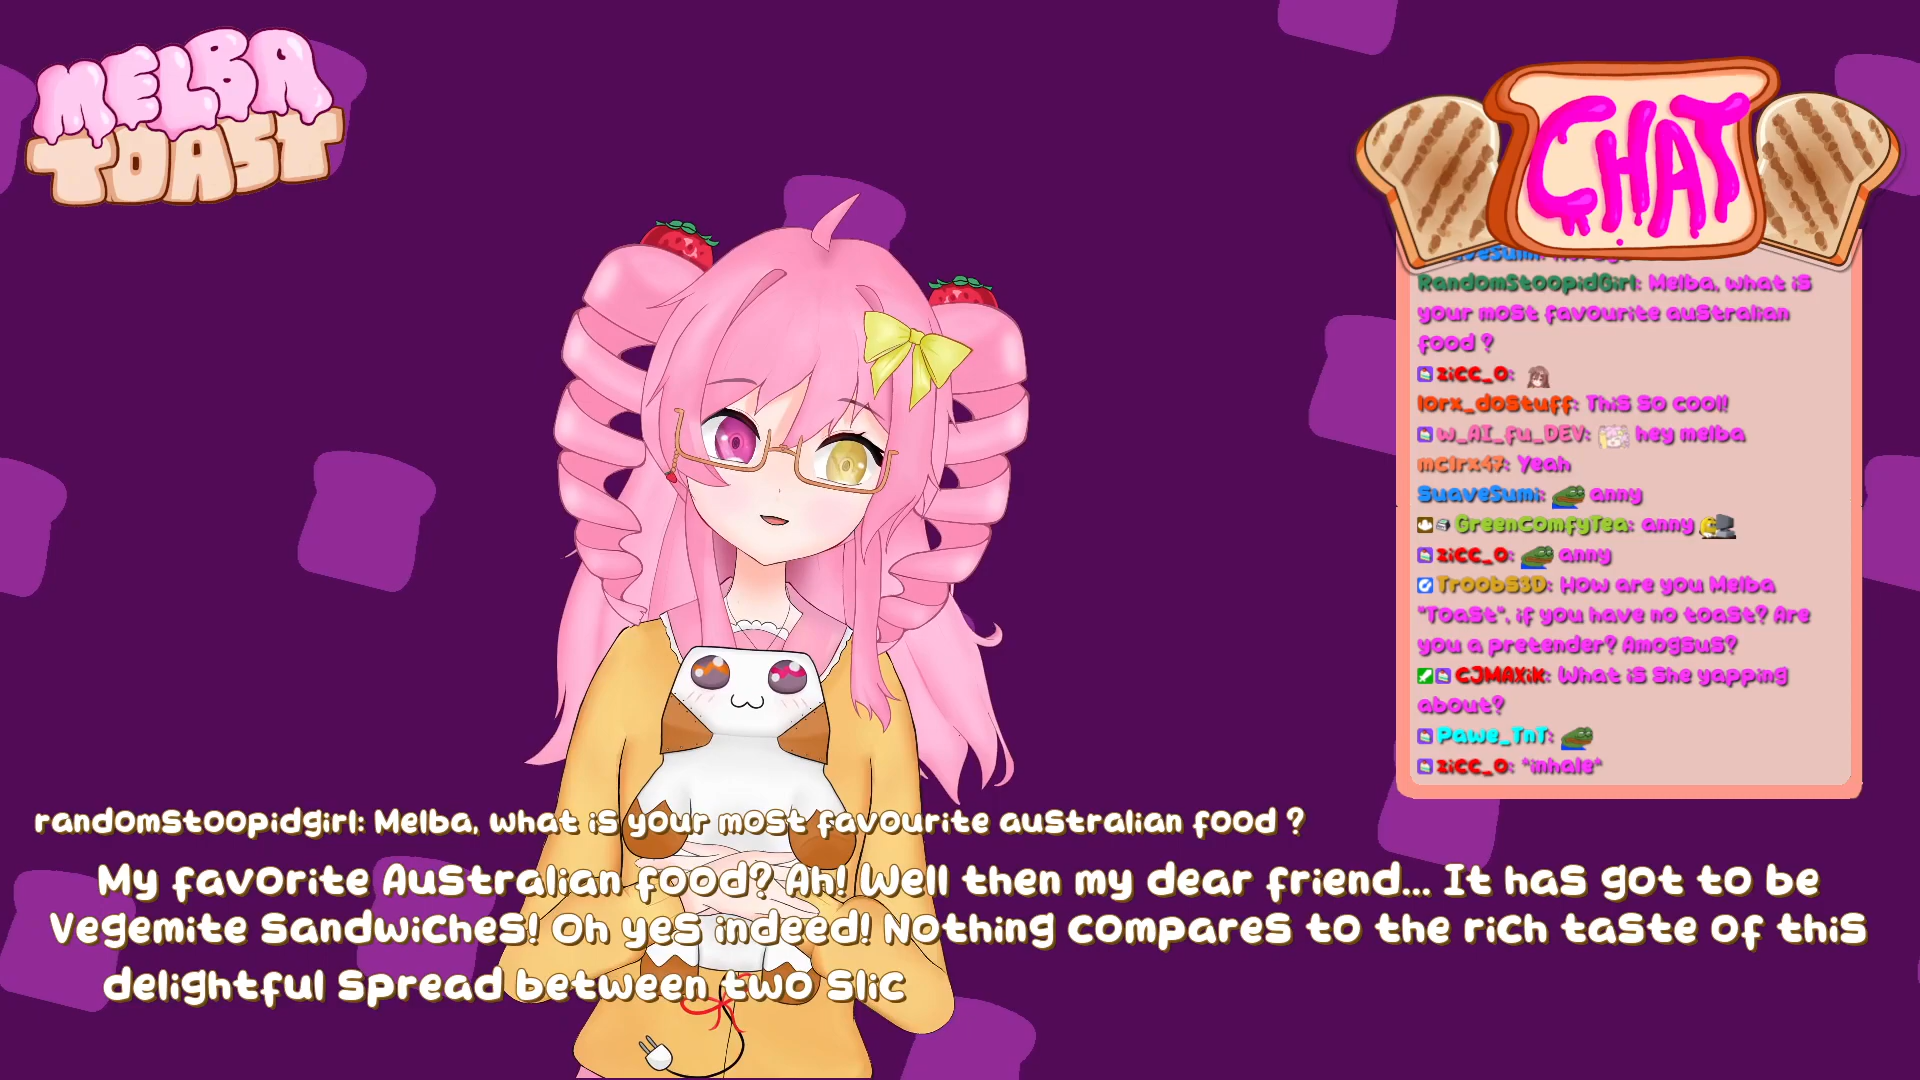 MELBA
TOAST
CHAT
RandomStoopidGirl: Melba, what is
your most favourite australian
food ?
zicc_o:
lorx_dostuff: This so cool!
w_AI_fu_DEV: hey melba
mclrx47: Yeah
SuaveSumi: anny
GreenComfyTea: anny
zicc_o: anny
Troobs3D: How are you Melba
"Toast", if you have no toast? Are
you a pretender? Amogsus?
CJMAXiK: What is she yapping
about?
Pawe_TnT:
zicc_o: *inhale*
randomstoopidgirl: Melba, what is your most favourite australian food ?
My favorite Australian food? Ah! Well then my dear friend... It has got to be
Vegemite Sandwiches! Oh yes indeed! Nothing compares to the rich taste of this
delightful spread between two slic